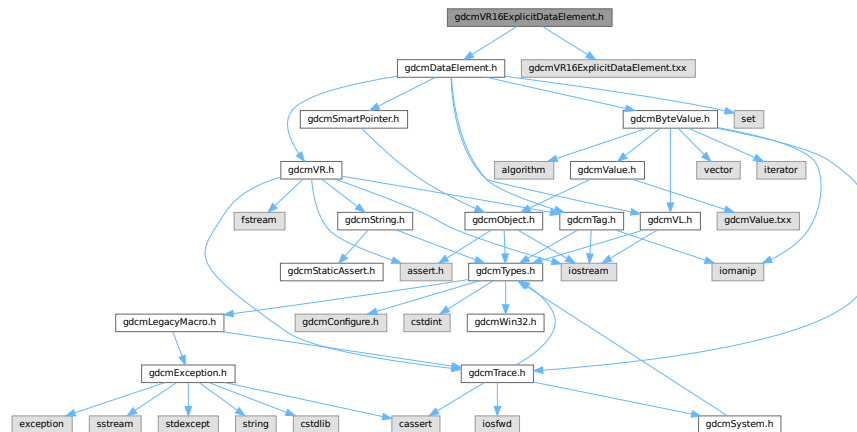 gdcmVR16ExplicitDataElement.h
gdcmDataElement.h
gdcmVR16ExplicitDataElement.txx
gdcmSmartPointer.h
gdcmByteValue.h
set
gdcmVR.h
algorithm
gdcmValue.h
vector
iterator
fstream
gdcmString.h
gdcmObject.h
gdcmTag.h
gdcmVL.h
gdcmValue.txx
gdcmStaticAssert.h
assert.h
gdcmTypes.h
iostream
iomanip
gdcmLegacyMacro.h
gdcmConfigure.h
cstdint
gdcmWin32.h
gdcmException.h
gdcmTrace.h
exception
sstream
stdexcept
string
cstdlib
cassert
iosfwd
gdcmSystem.h